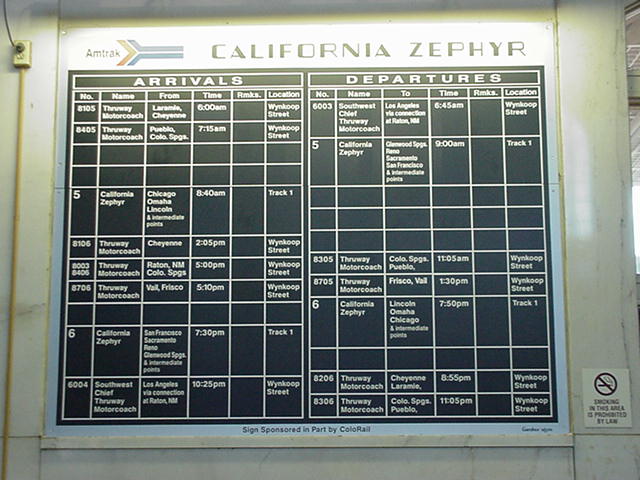 Amtrak
CALIFORNIA ZEPHYR
ARRIVALS
No. Name From Time Rmks. Location
8105 Thruway Motorcoach Laramie, Cheyenne 6:00am Wynkoop Street
8405 Thruway Motorcoach Pueblo, Colo. Spgs. 7:15am Wynkoop Street
5 California Zephyr Chicago Omaha Lincoln & intermediate points 8:40am Track 1
8106 Thruway Motorcoach Cheyenne 2:05pm Wynkoop Street
8003 8406 Thruway Motorcoach Raton, NM Colo. Spgs 5:00pm Wynkoop Street
8706 Thruway Motorcoach Vail, Frisco 5:10pm Wynkoop Street
6 California Zephyr San Francisco Sacramento Reno Glenwood Spgs. & intermediate points 7:30pm Track 1
6004 Southwest Chief Thruway Motorcoach Los Angeles via connection at Raton, NM 10:25pm Wynkoop Street
DEPARTURES
No. Name To Time Rmks. Location
6003 Southwest Chief Thruway Motorcoach Los Angeles via connection at Raton, NM 6:45am Wynkoop Street
5 California Zephyr Glenwood Spgs. Reno Sacramento San Francisco & intermediate points 9:00am Track 1
8305 Thruway Motorcoach Colo. Spgs. Pueblo, 11:05am Wynkoop Street
8705 Thruway Motorcoach Frisco, Vail 1:30pm Wynkoop Street
6 California Zephyr Lincoln Omaha Chicago & intermediate points 7:50pm Track 1
8206 Thruway Motorcoach Cheyenne Laramie, 8:55pm Wynkoop Street
8306 Thruway Motorcoach Colo. Spgs. Pueblo, 11:05pm Wynkoop Street
Sign Sponsored in Part by ColoRail
SMOKING
IN THIS AREA
IS PROHIBITED
BY LAW